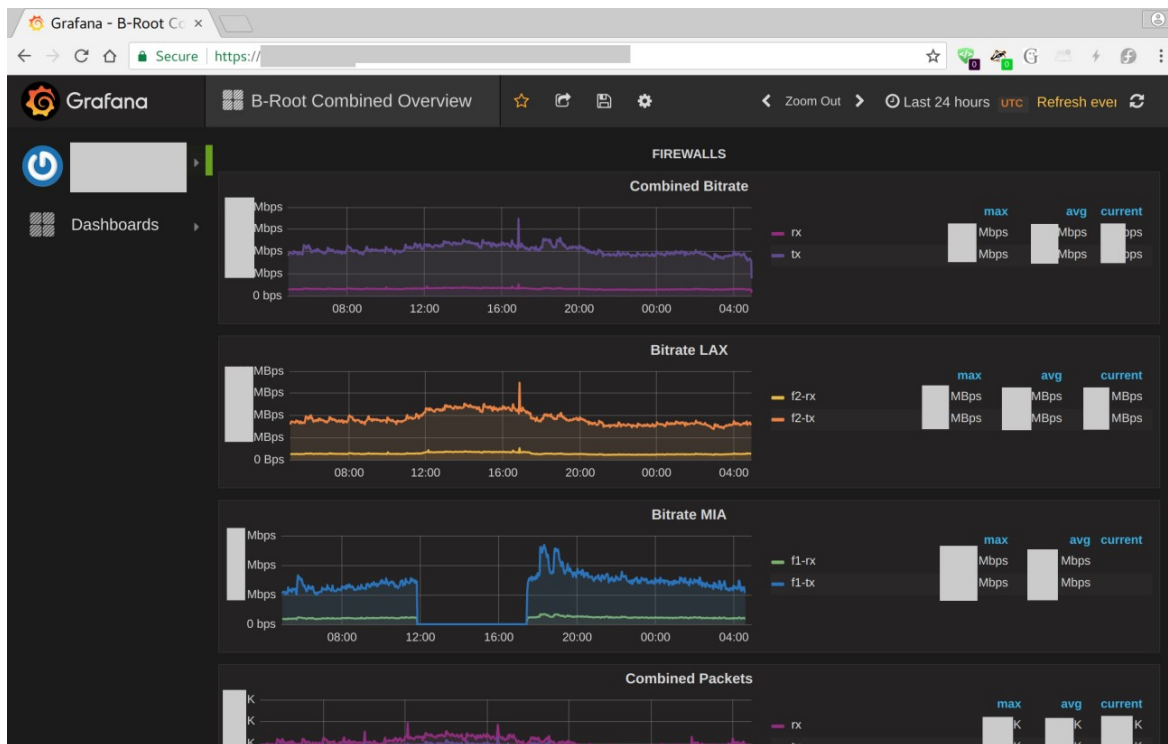 Grafana - B-Root Co ×
Secure https://
0 0
Grafana B-Root Combined Overview Zoom Out Last 24 hours UTC Refresh ever
Dashboards
FIREWALLS
Combined Bitrate
Mbps
Mbps
Mbps
Mbps
0 bps
08:00 12:00 16:00 20:00 00:00 04:00
max avg current
rx Mbps Mbps bps
tx Mbps Mbps bps
Bitrate LAX
MBps
MBps
MBps
MBps
0 Bps
08:00 12:00 16:00 20:00 00:00 04:00
max avg current
f2-rx MBps MBps MBps
f2-tx MBps MBps MBps
Bitrate MIA
Mbps
Mbps
Mbps
0 bps
08:00 12:00 16:00 20:00 00:00 04:00
max avg current
f1-rx Mbps Mbps
f1-tx Mbps Mbps
Combined Packets
K
K
K
max avg current
rx K K K